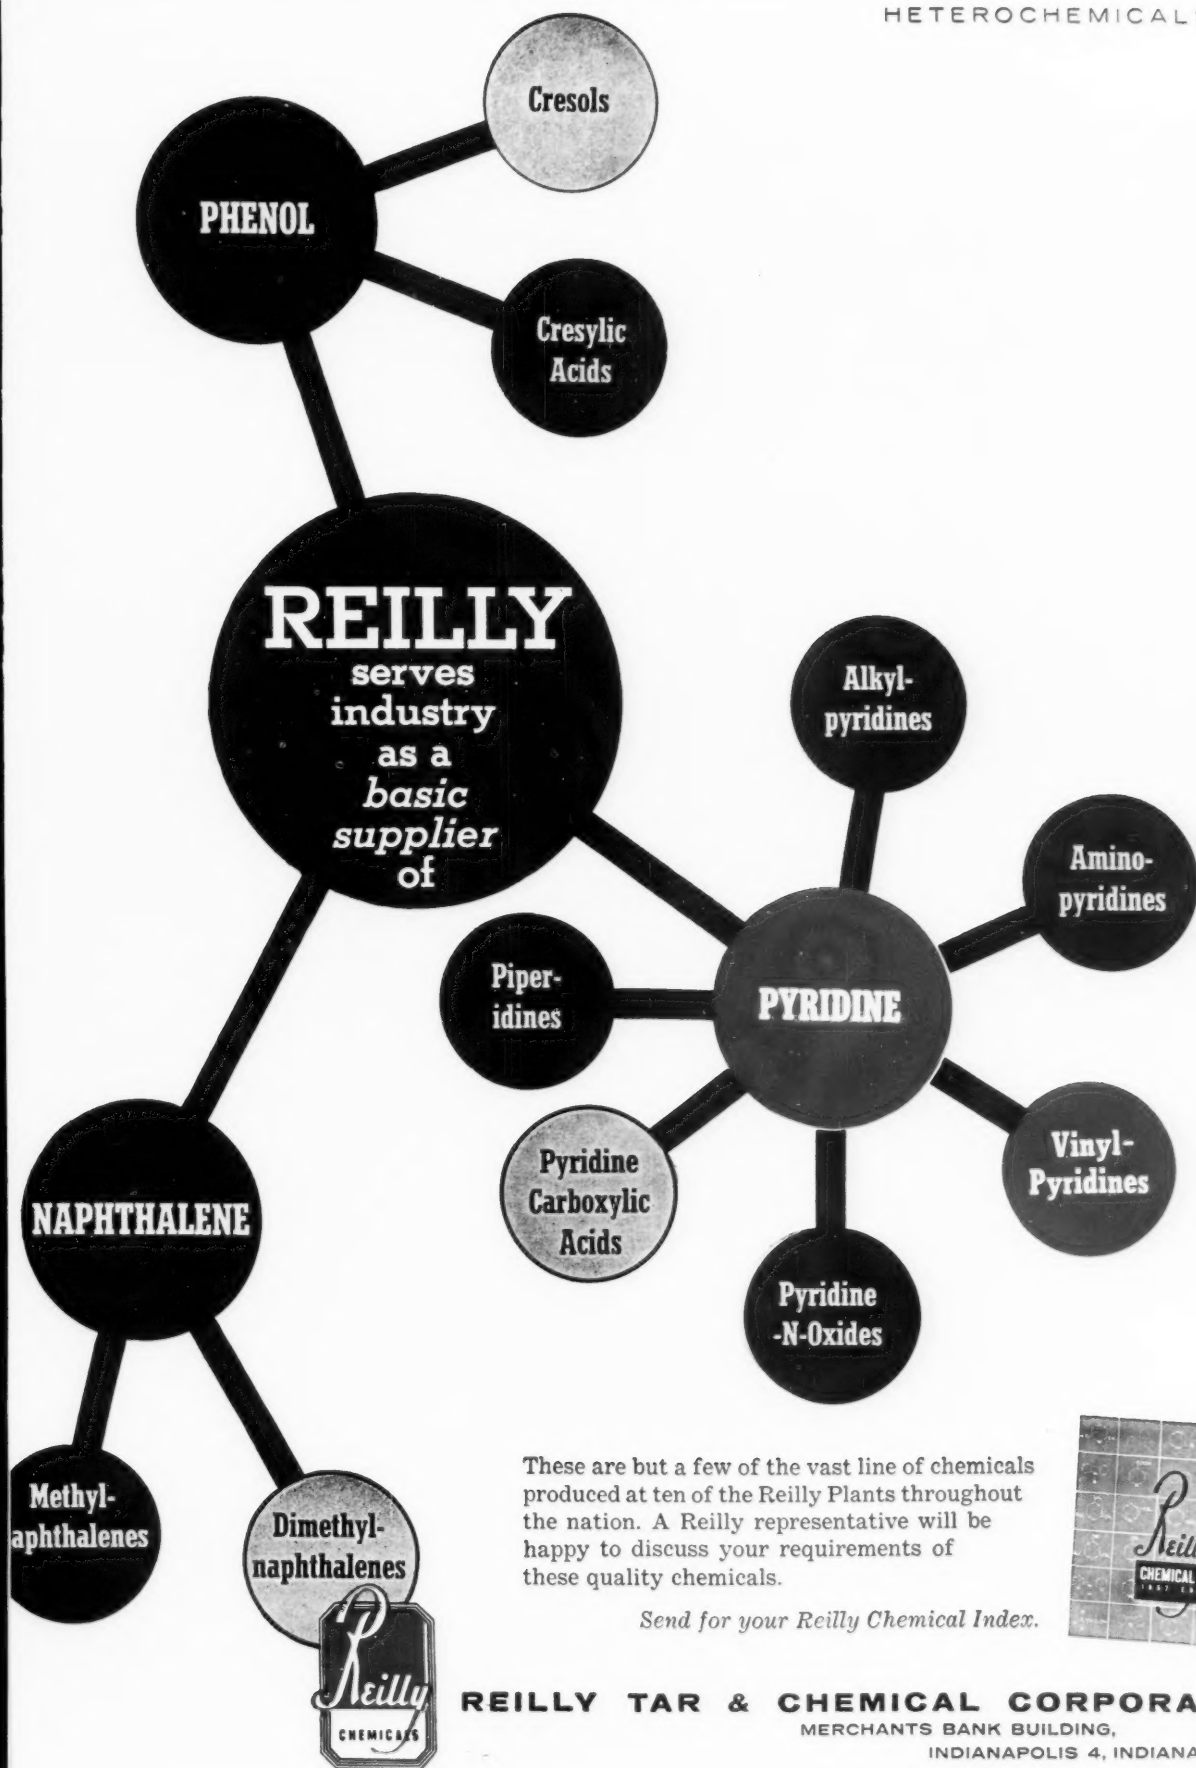 HETEROCHEMICAL
Cresols
PHENOL
Cresylic
Acids
REILLY
serves
industry
as a
basic
supplier
of
Alkyl-
pyridines
Amino-
pyridines
Piper-
idines
PYRIDINE
Pyridine
Carboxylic
Acids
Vinyl-
Pyridines
Pyridine
-N-Oxides
NAPHTHALENE
Methyl-
aphthalenes
Dimethyl-
naphthalenes
These are but a few of the vast line of chemicals
produced at ten of the Reilly Plants throughout
the nation. A Reilly representative will be
happy to discuss your requirements of
these quality chemicals.
Send for your Reilly Chemical Index.
Reill
CHEMICAL
Reilly
CHEMICALS
REILLY TAR & CHEMICAL CORPORA
MERCHANTS BANK BUILDING,
INDIANAPOLIS 4, INDIANA